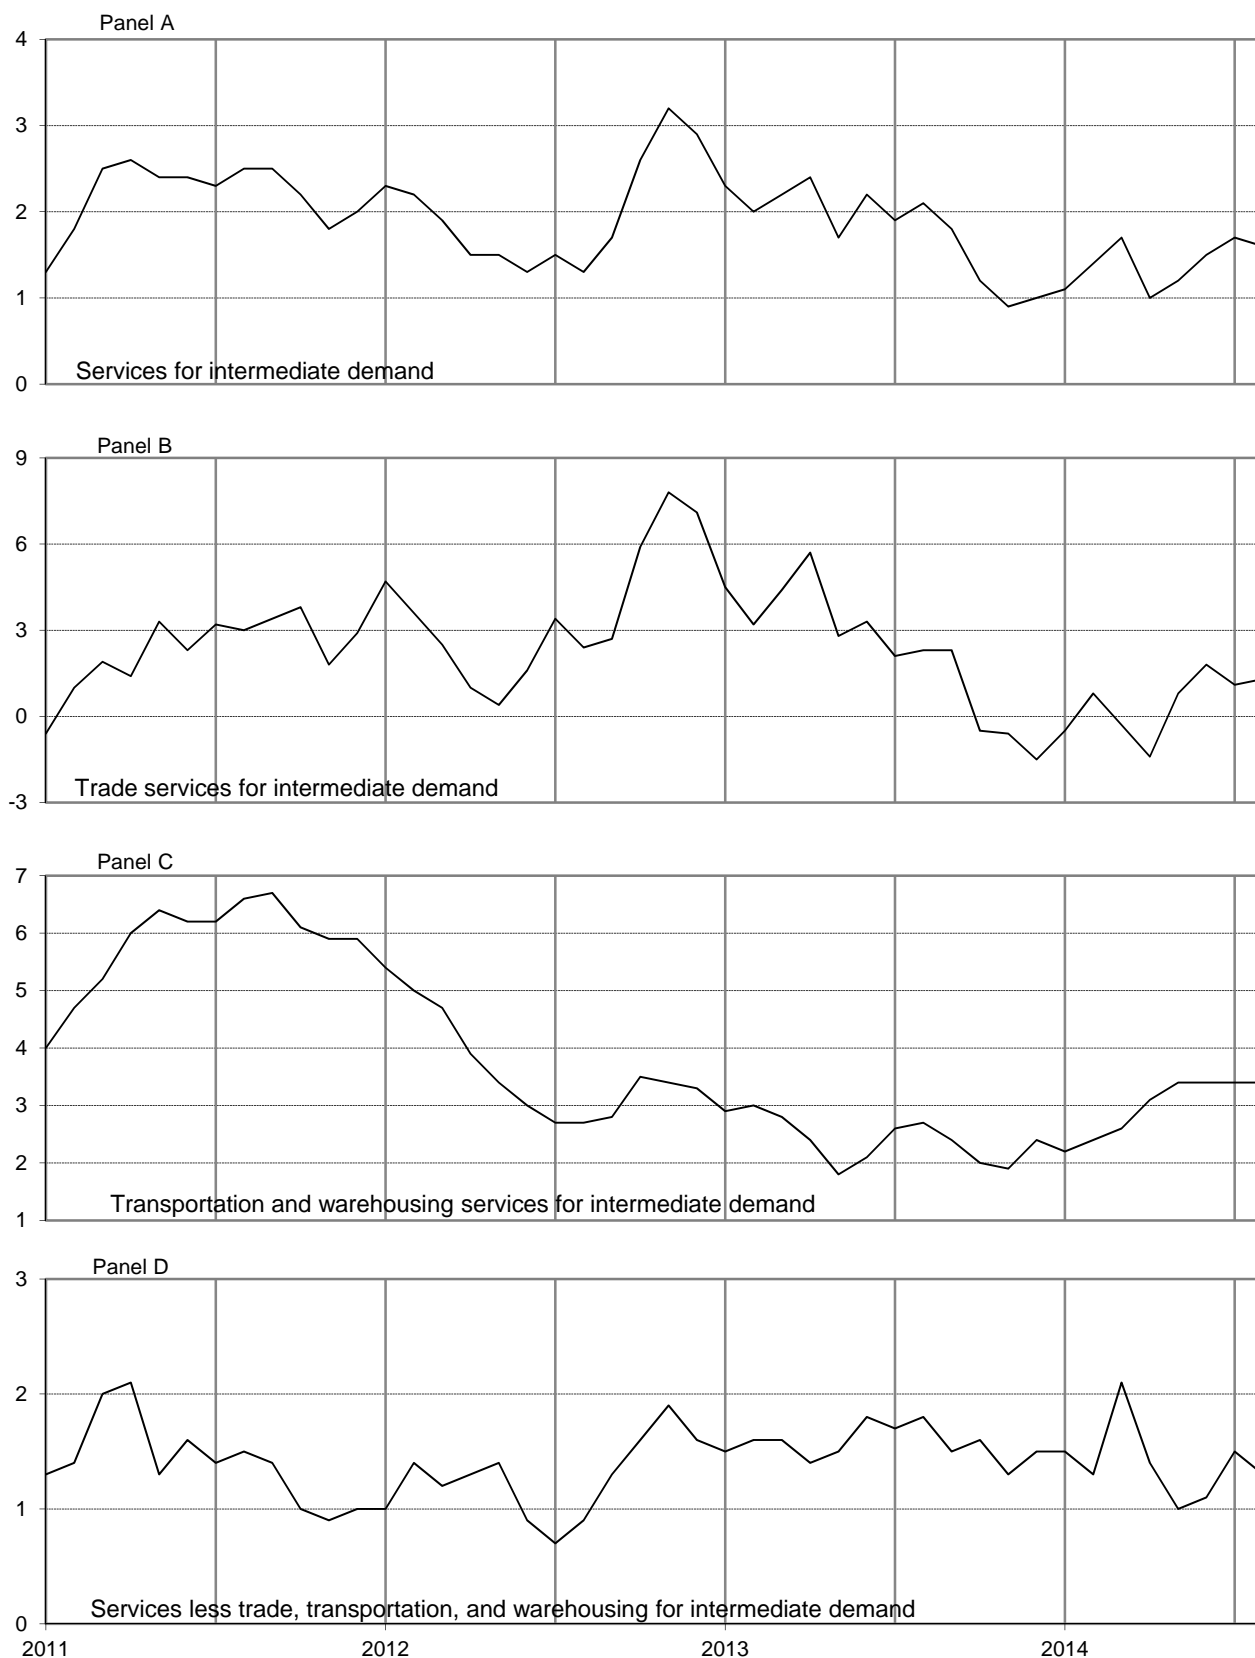 Panel A
4
3
2
1
Services for intermediate demand
0
Panel B
9
6
3
0
Trade services for intermediate demand
-3
Panel C
7
6
5
4
3
2
Transportation and warehousing services for intermediate demand
1
Panel D
3
2
1
Services less trade, transportation, and warehousing for intermediate demand
0
2011 2012 2013 2014